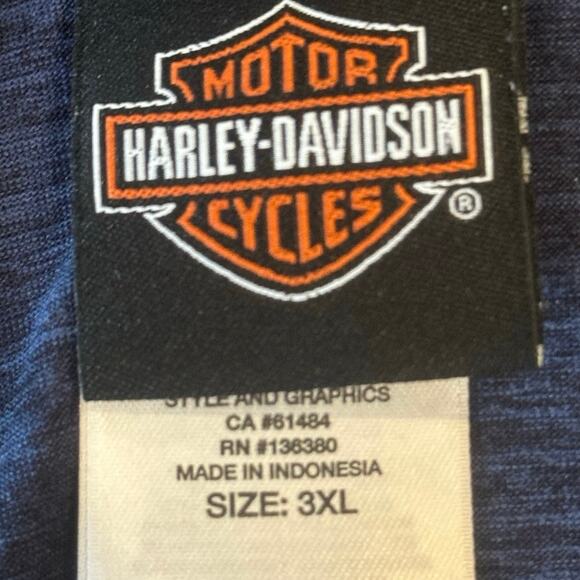 MOTOR
HARLEY-DAVIDSON
CYCLES
®
STYLE AND GRAPHICS
CA #61484
RN #136380
MADE IN INDONESIA
SIZE: 3XL